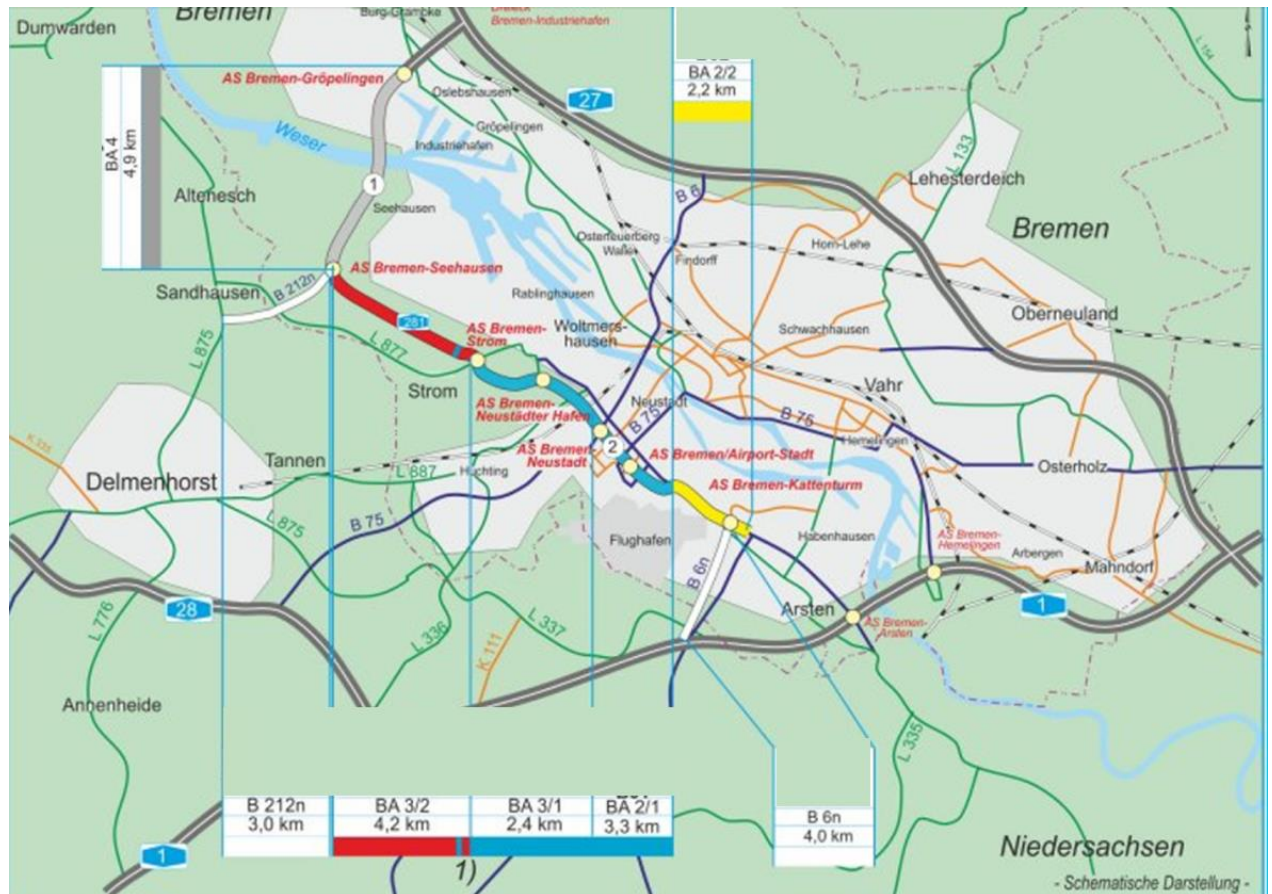 Bremen
Burg-Grambke
Dumwarden
Bremen-Industriehafen
AS Bremen-Gröpelingen
BA 4
4,9 km
Oslebshausen
Gröpelingen
Industriehafen
Weser
27
BA 2/2
2,2 km
L 154
L 133
Lehesterdeich
Bremen
Altenesch
1
Seehausen
B 6
Osterfeuerberg
Walle
Findorff
Horn-Lehe
AS Bremen-Seehausen
Sandhausen
B 212n
Rablinghausen
281
Woltmers-
hausen
Schwachhausen
Oberneuland
L 875
L 877
AS Bremen-
Strom
Strom
Vahr
AS Bremen-
Neustädter Hafen
Neustadt
B 75
B 75
Hemelingen
K 335
Tannen
L 887
Huchting
AS Bremen-
Neustadt
2
AS Bremen/Airport-Stadt
Osterholz
Delmenhorst
AS Bremen-Kattenturm
L 875
B 75
Flughafen
Habenhausen
AS Bremen-
Hemelingen
Arbergen
Mahndorf
B 6n
28
L 776
L 336
L 337
K 111
Arsten
AS Bremen-
Arsten
1
Annenheide
L 335
B 212n
3,0 km
BA 3/2
4,2 km
BA 3/1
2,4 km
BA 2/1
3,3 km
B 6n
4,0 km
1
1)
Niedersachsen
- Schematische Darstellung -